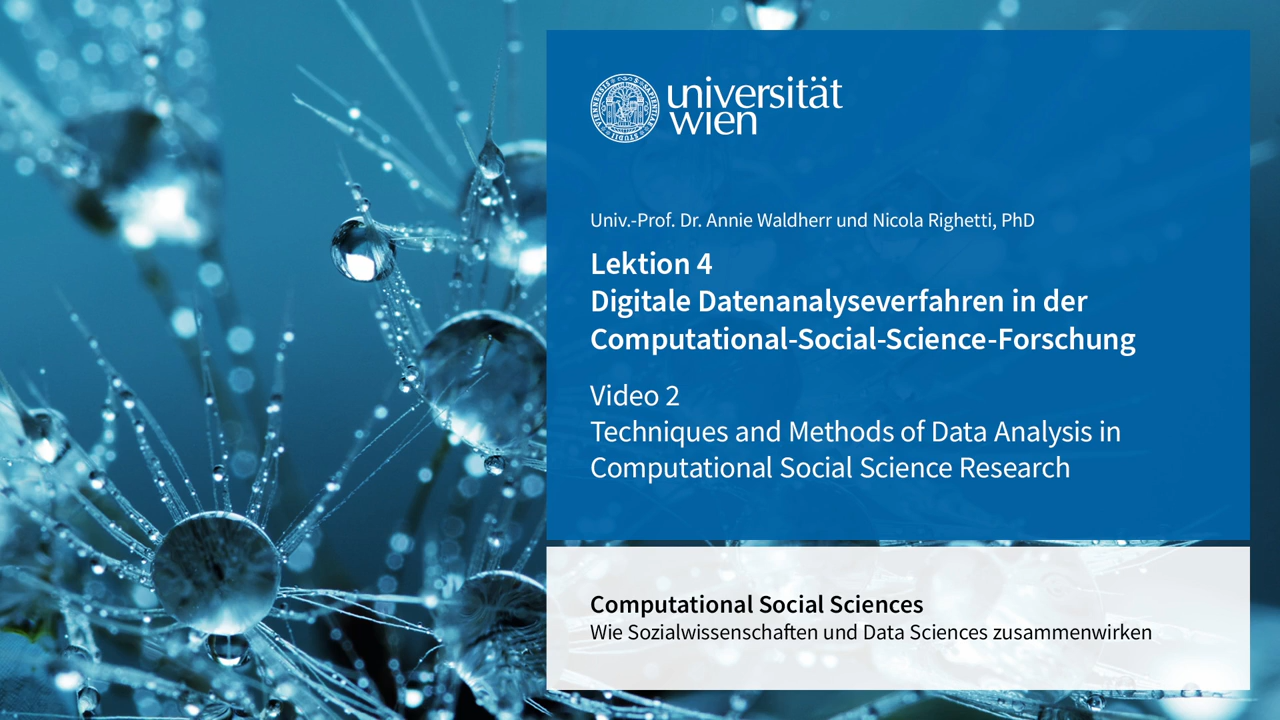 universität
wien
Univ.-Prof. Dr. Annie Waldherr und Nicola Righetti, PhD
Lektion 4
Digitale Datenanalyseverfahren in der
Computational-Social-Science-Forschung
Video 2
Techniques and Methods of Data Analysis in
Computational Social Science Research
Computational Social Sciences
Wie Sozialwissenschaften und Data Sciences zusammenwirken